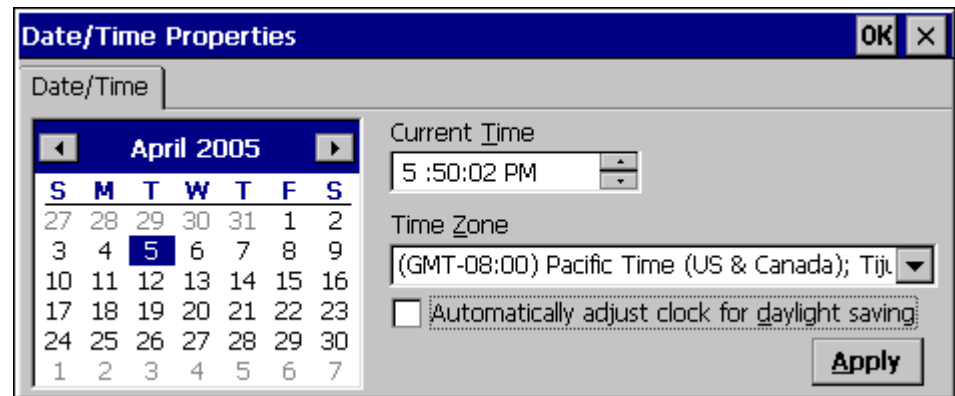 Date/Time Properties OK
Date/Time
April 2005
S M T W T F S
27 28 29 30 31 1 2
3 4 5 6 7 8 9
10 11 12 13 14 15 16
17 18 19 20 21 22 23
24 25 26 27 28 29 30
1 2 3 4 5 6 7
Current Time
5 :50:02 PM
Time Zone
(GMT-08:00) Pacific Time (US & Canada); Tiju
Automatically adjust clock for daylight saving
Apply